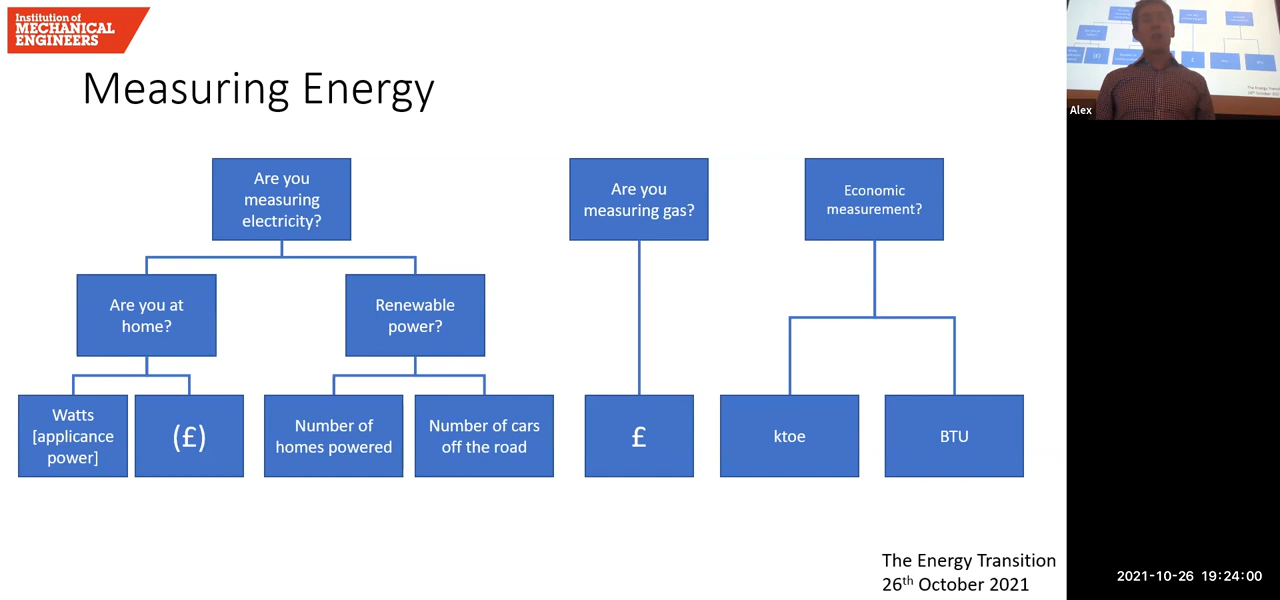 Institution of
MECHANICAL
ENGINEERS
Measuring Energy
Are you
measuring
electricity?
Are you
measuring gas?
Economic
measurement?
Are you at
home?
Renewable
power?
Watts
[applicance
power]
(£)
Number of
homes powered
Number of cars
off the road
£
ktoe
BTU
The Energy Transition
26th October 2021
Alex
2021-10-26 19:24:00